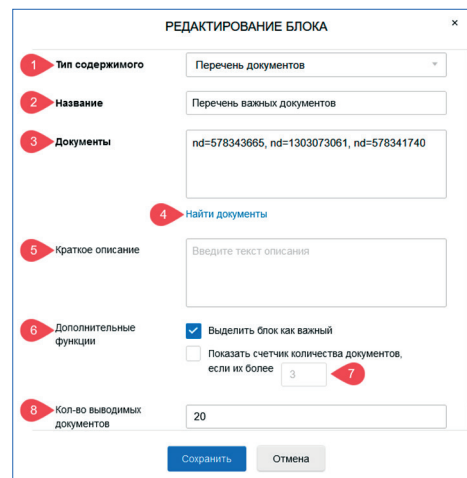 РЕДАКТИРОВАНИЕ БЛОКА ×
1 Тип содержимого Перечень документов
2 Название Перечень важных документов
3 Документы nd=578343665, nd=1303073061, nd=578341740
4 Найти документы
5 Краткое описание Введите текст описания
6 Дополнительные функции
Выделить блок как важный
Показать счетчик количества документов,
если их более 3 7
8 Кол-во выводимых документов 20
Сохранить Отмена